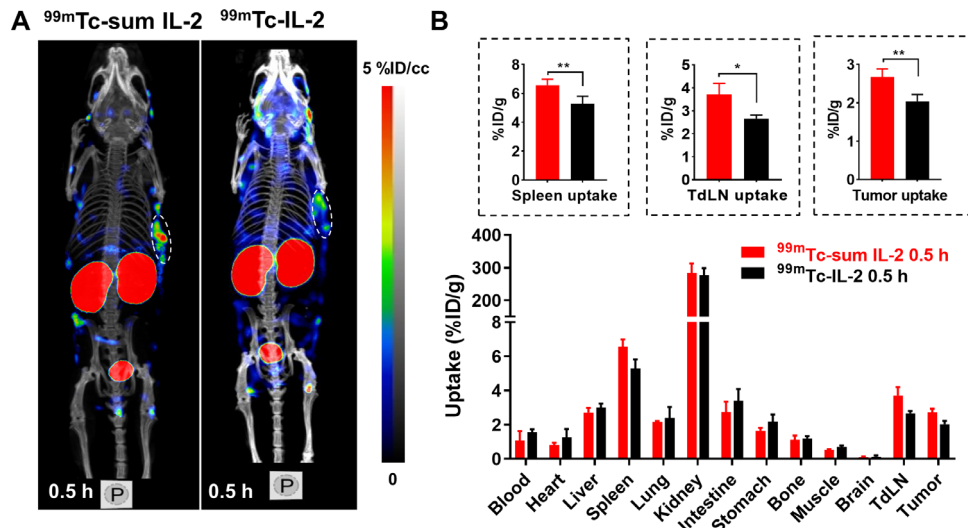 A
99mTc-sum IL-2
99mTc-IL-2
5 %ID/cc
0
0.5 h
P
0.5 h
P
B
%ID/g
8
6
4
2
0
**
Spleen uptake
%ID/g
5
4
3
2
1
0
*
TdLN uptake
%ID/g
3
2
1
0
**
Tumor uptake
Uptake (%ID/g)
400
300
200
100
8
6
4
2
0
99mTc-sum IL-2 0.5 h
99mTc-IL-2 0.5 h
Blood
Heart
Liver
Spleen
Lung
Kidney
Intestine
Stomach
Bone
Muscle
Brain
TdLN
Tumor